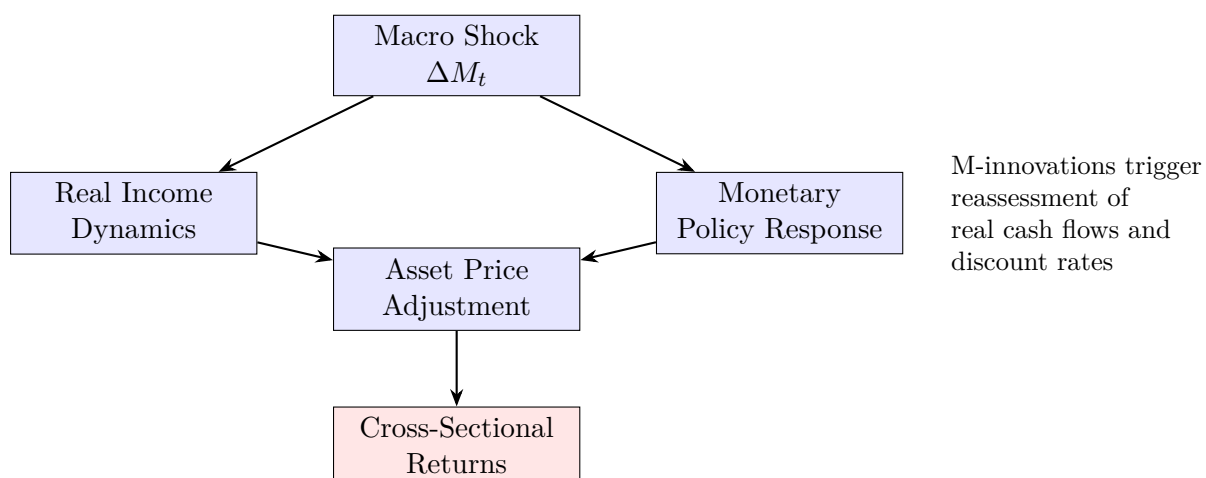 Macro Shock
ΔMₜ
Real Income
Dynamics
Monetary
Policy Response
M-innovations trigger
reassessment of
real cash flows and
discount rates
Asset Price
Adjustment
Cross-Sectional
Returns